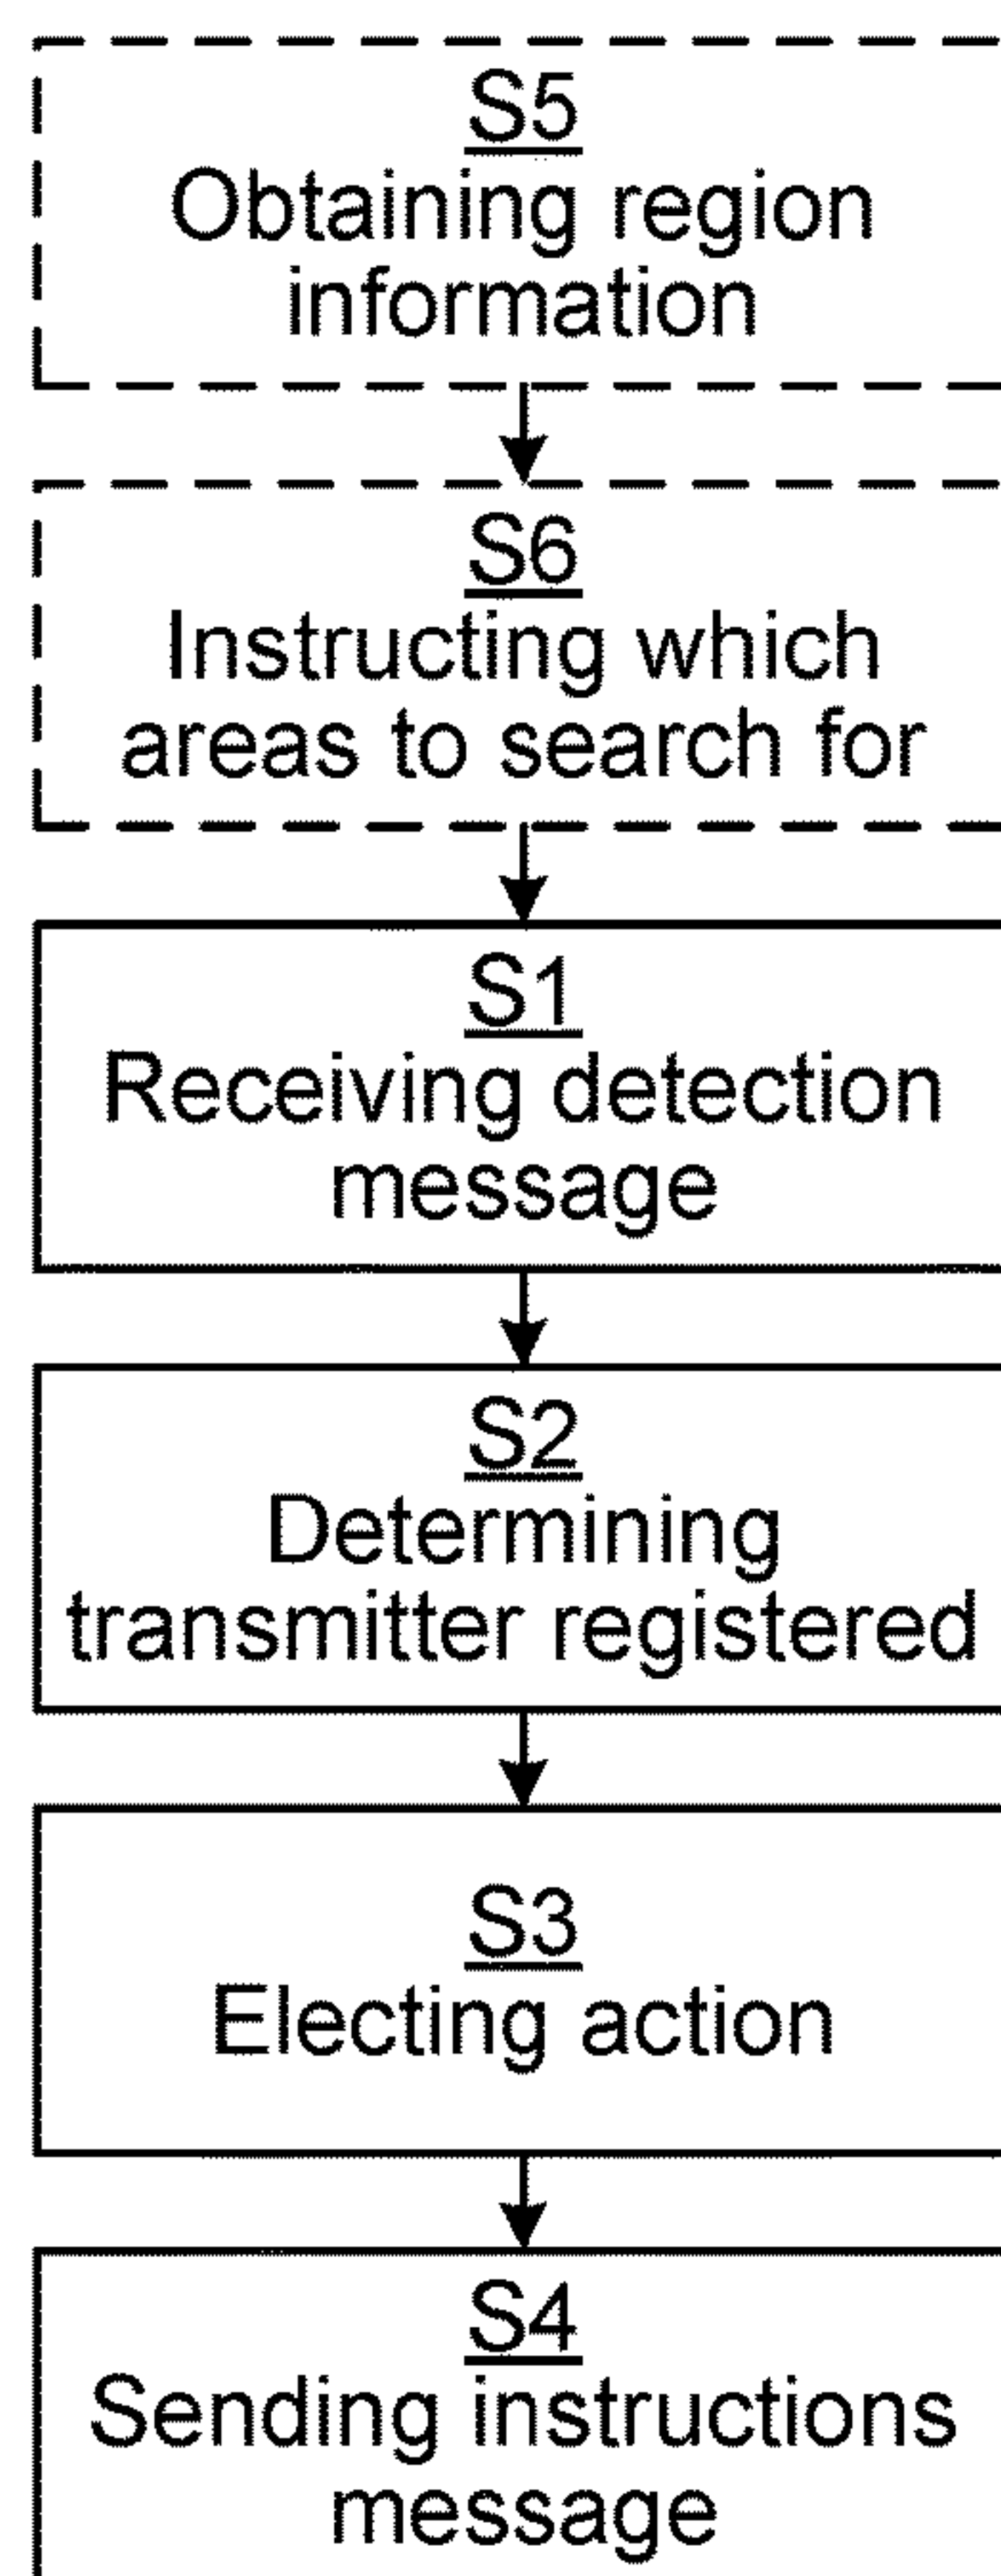 S5
Obtaining region
information
S6
Instructing which
areas to search for
S1
Receiving detection
message
S2
Determining
transmitter registered
S3
Electing action
S4
Sending instructions
message